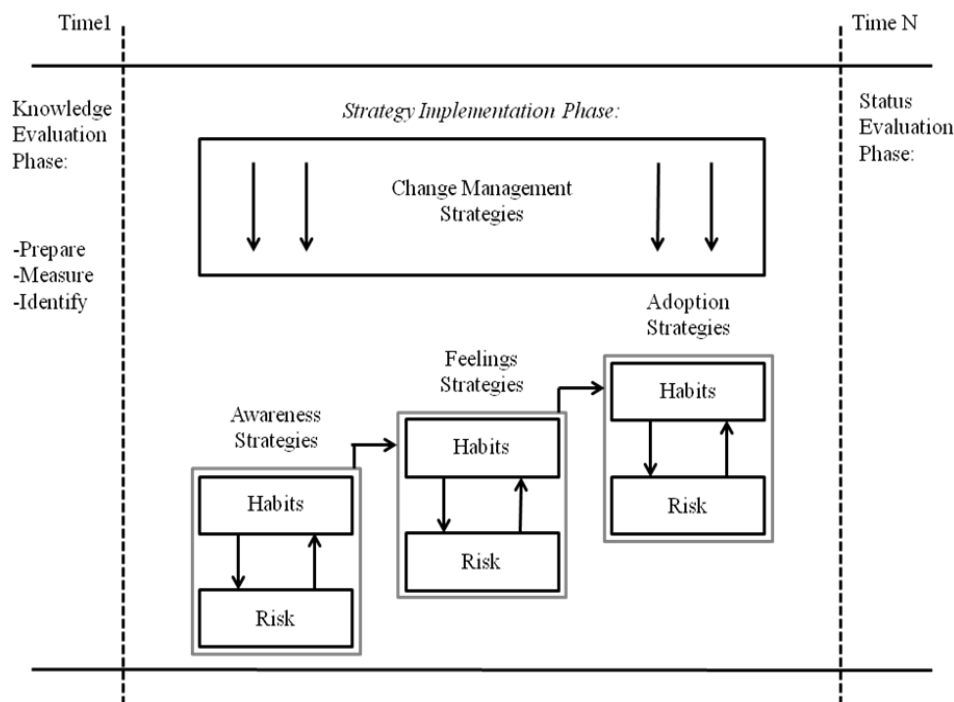 Time1
Time N
Knowledge
Evaluation
Phase:
-Prepare
-Measure
-Identify
Strategy Implementation Phase:
Change Management
Strategies
Awareness
Strategies
Habits
Risk
Feelings
Strategies
Habits
Risk
Adoption
Strategies
Habits
Risk
Status
Evaluation
Phase: